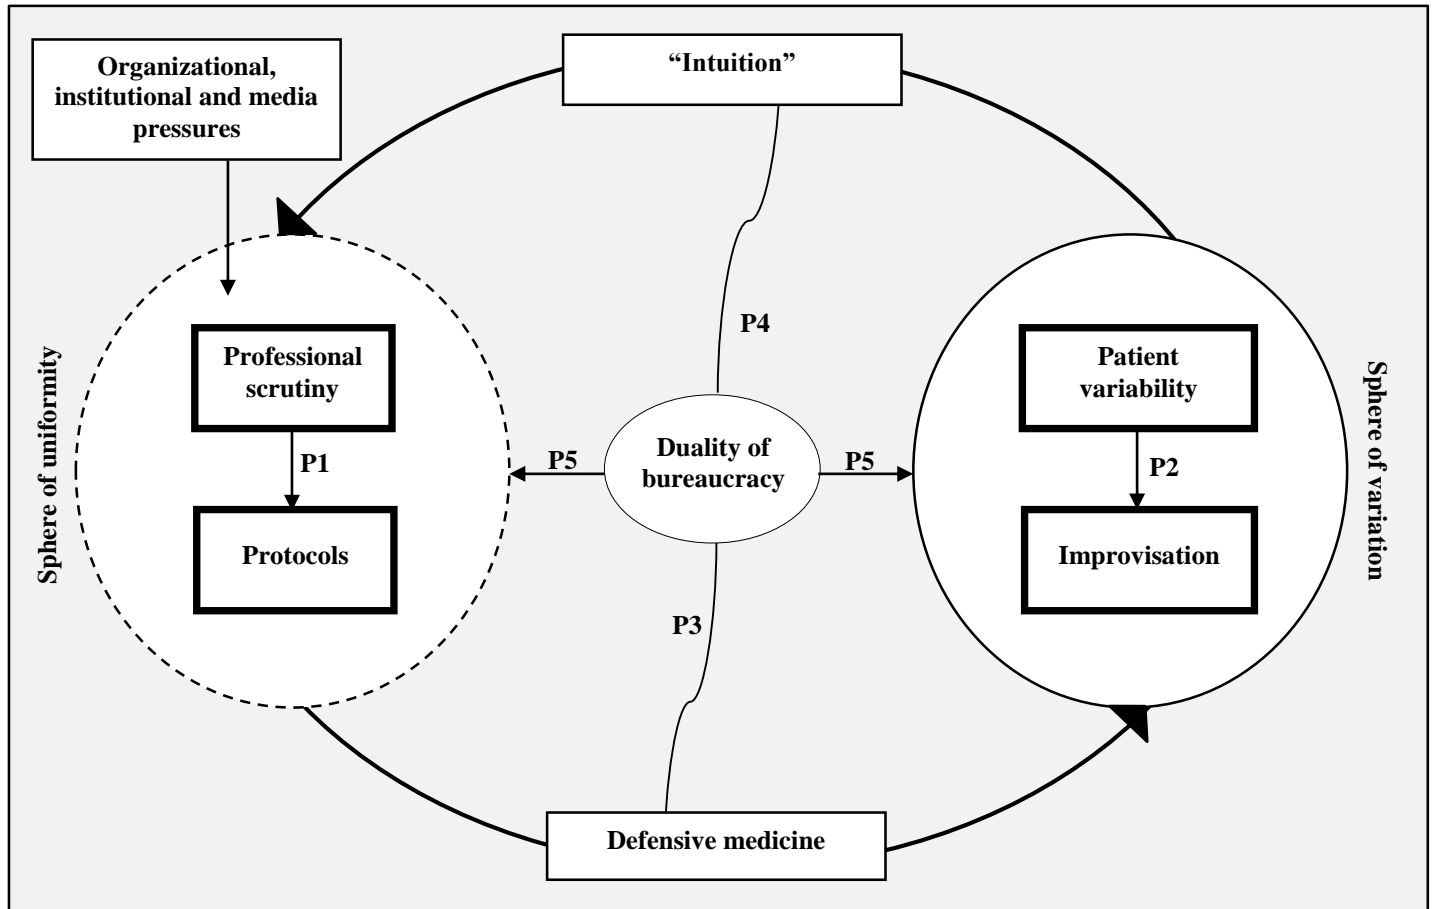 Organizational,
institutional and media
pressures
“Intuition”
Sphere of uniformity
Professional
scrutiny
P1
Protocols
P4
P5
Duality of
bureaucracy
P5
P3
Patient
variability
P2
Improvisation
Sphere of variation
Defensive medicine